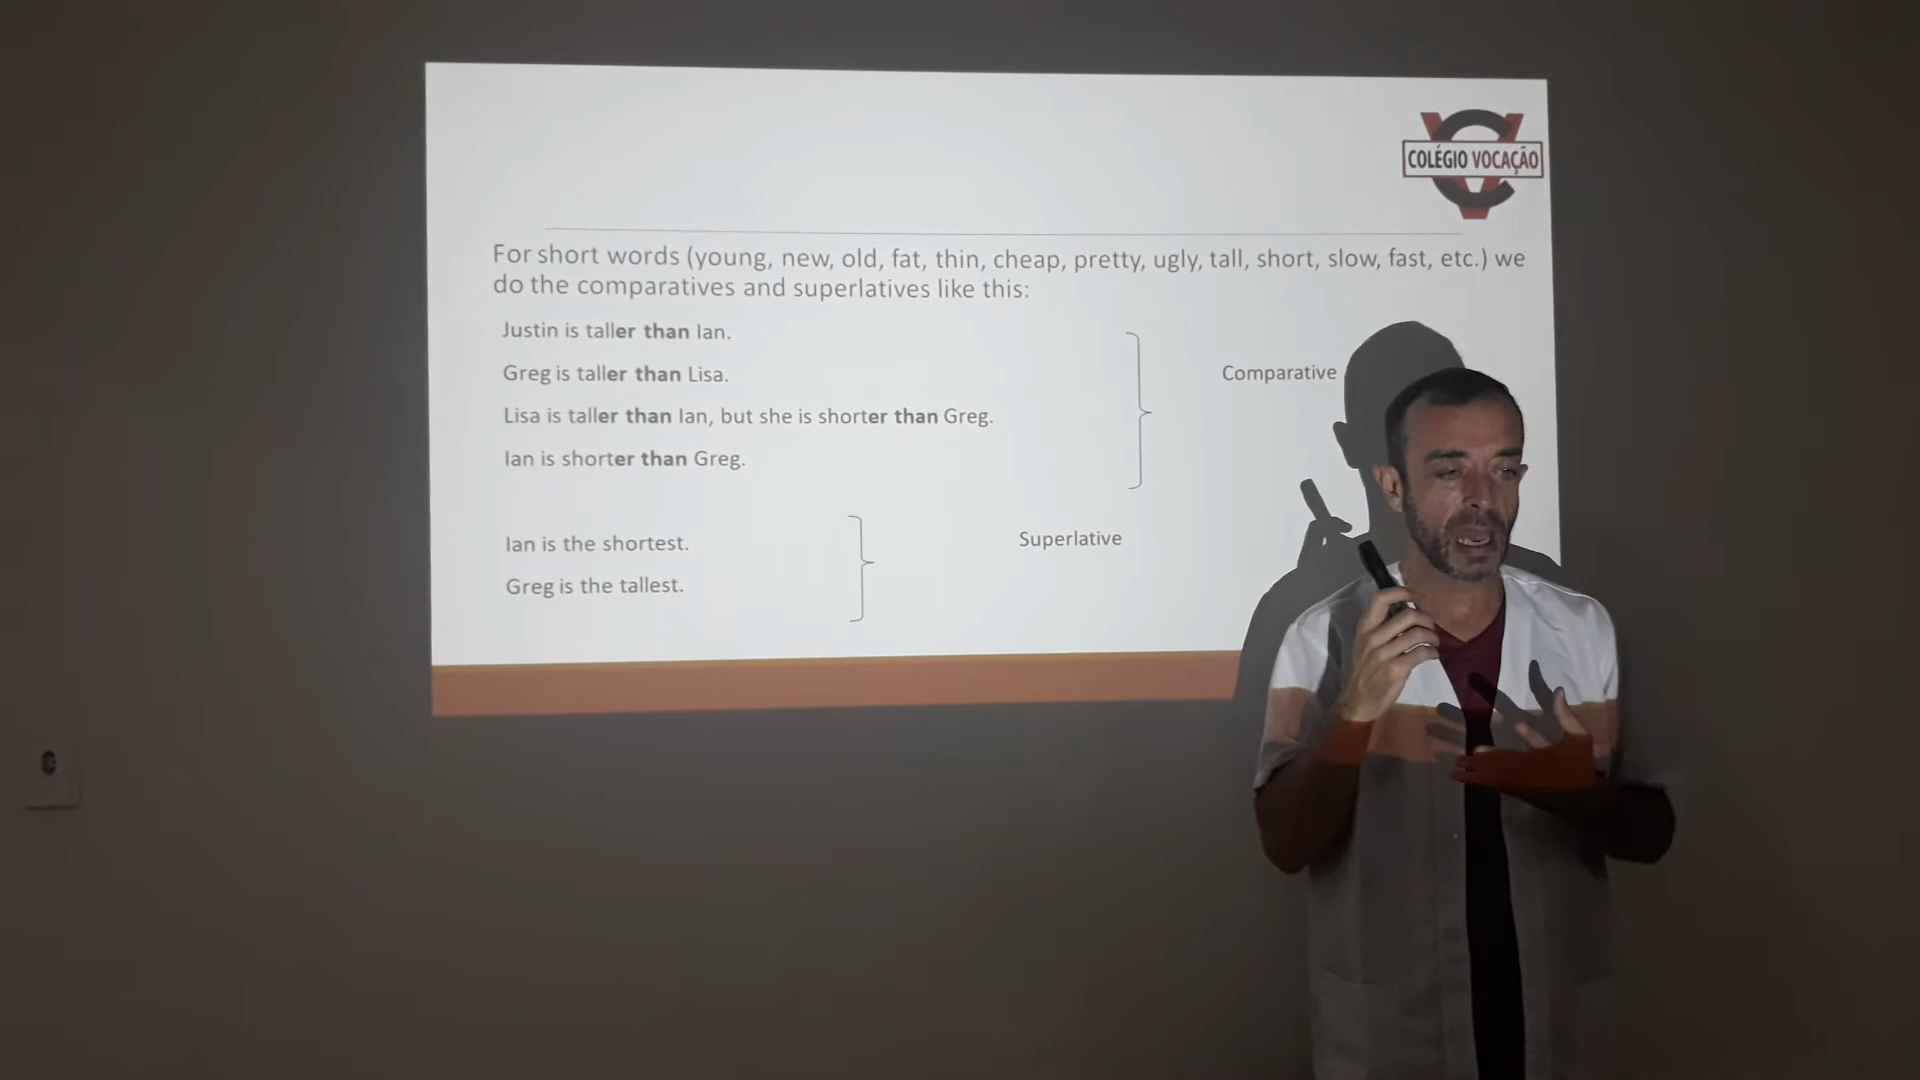 COLÉGIO VOCAÇÃO
For short words (young, new, old, fat, thin, cheap, pretty, ugly, tall, short, slow, fast, etc.) we
do the comparatives and superlatives like this:
Justin is taller than Ian.
Greg is taller than Lisa.
Lisa is taller than Ian, but she is shorter than Greg.
Ian is shorter than Greg.
Comparative
Ian is the shortest.
Greg is the tallest.
Superlative